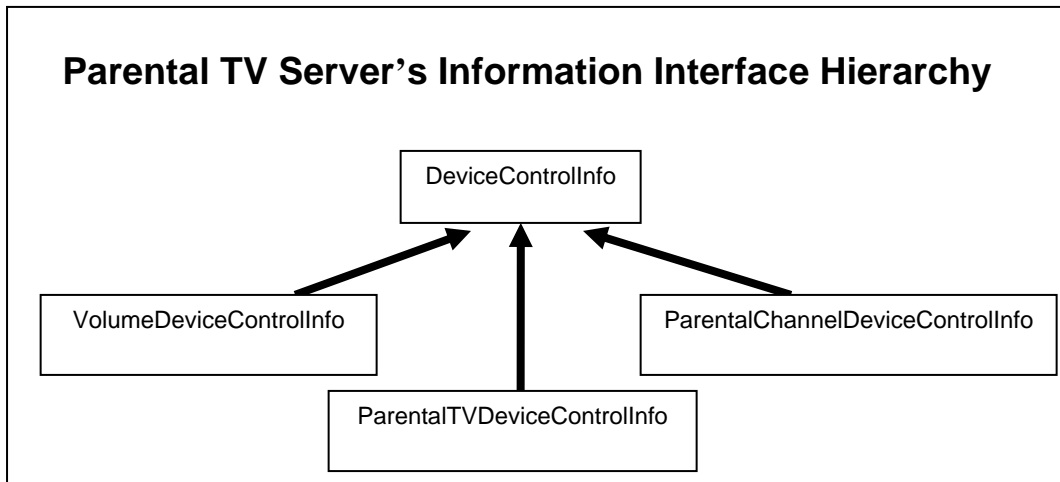 Parental TV Server’s Information Interface Hierarchy
DeviceControlInfo
VolumeDeviceControlInfo
ParentalChannelDeviceControlInfo
ParentalTVDeviceControlInfo